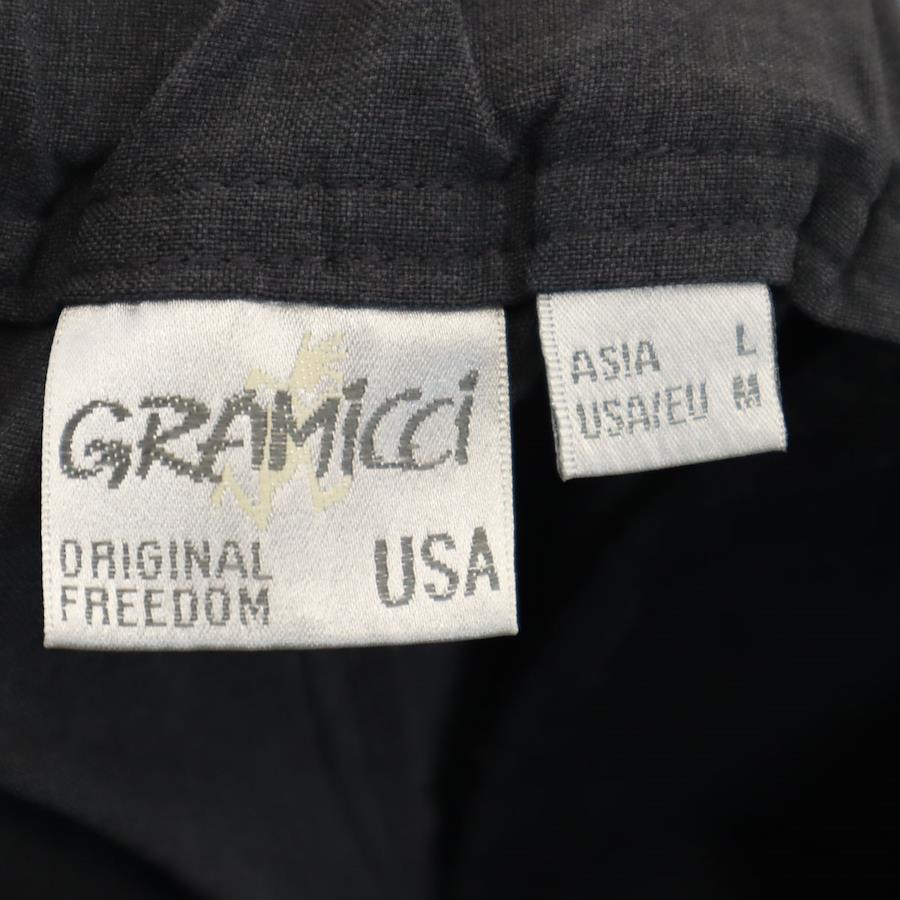 GRAMiCCi
ORIGINAL
FREEDOM
USA
ASIA L
USA/EU M